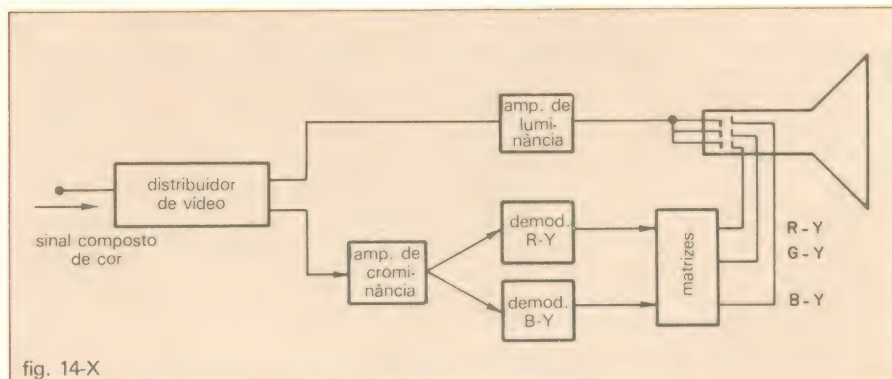 amp. de
lumi-
nância
distribuidor
de vídeo
sinal composto
de cor
amp. de
cromi-
nância
demod.
R-Y
demod.
B-Y
matrizes
R-Y
G-Y
B-Y
fig. 14-X